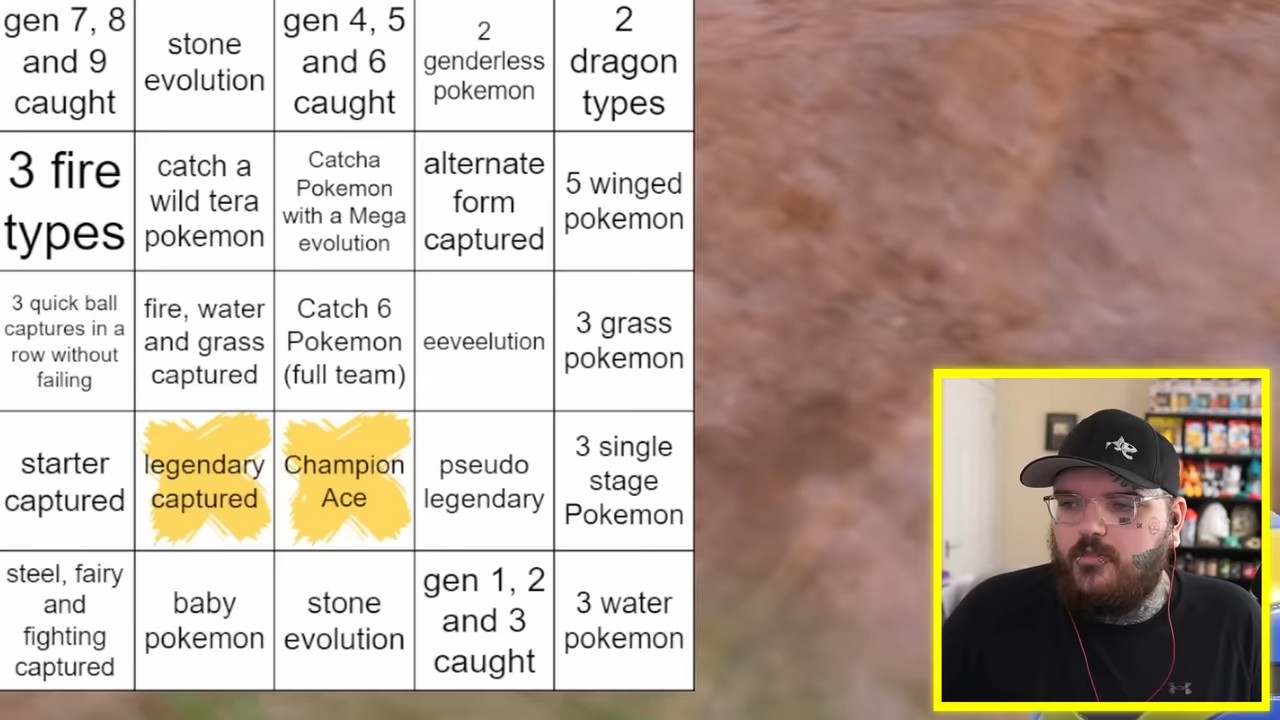 gen 7, 8
and 9
caught
stone
evolution
gen 4, 5
and 6
caught
2
genderless
pokemon
2
dragon
types
3 fire
types
catch a
wild tera
pokemon
Catcha
Pokemon
with a Mega
evolution
alternate
form
captured
5 winged
pokemon
3 quick ball
captures in a
row without
failing
fire, water
and grass
captured
Catch 6
Pokemon
(full team)
eeveelution
3 grass
pokemon
starter
captured
legendary
captured
Champion
Ace
pseudo
legendary
3 single
stage
Pokemon
steel, fairy
and
fighting
captured
baby
pokemon
stone
evolution
gen 1, 2
and 3
caught
3 water
pokemon